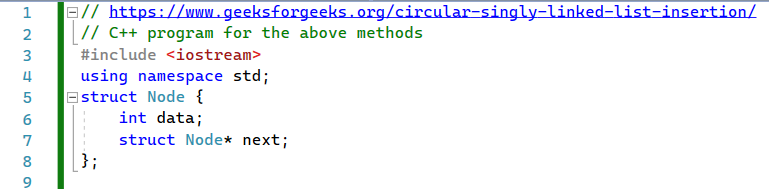 1 // https://www.geeksforgeeks.org/circular-singly-linked-list-insertion/
2 // C++ program for the above methods
3 #include <iostream>
4 using namespace std;
5 struct Node {
6     int data;
7     struct Node* next;
8 };
9